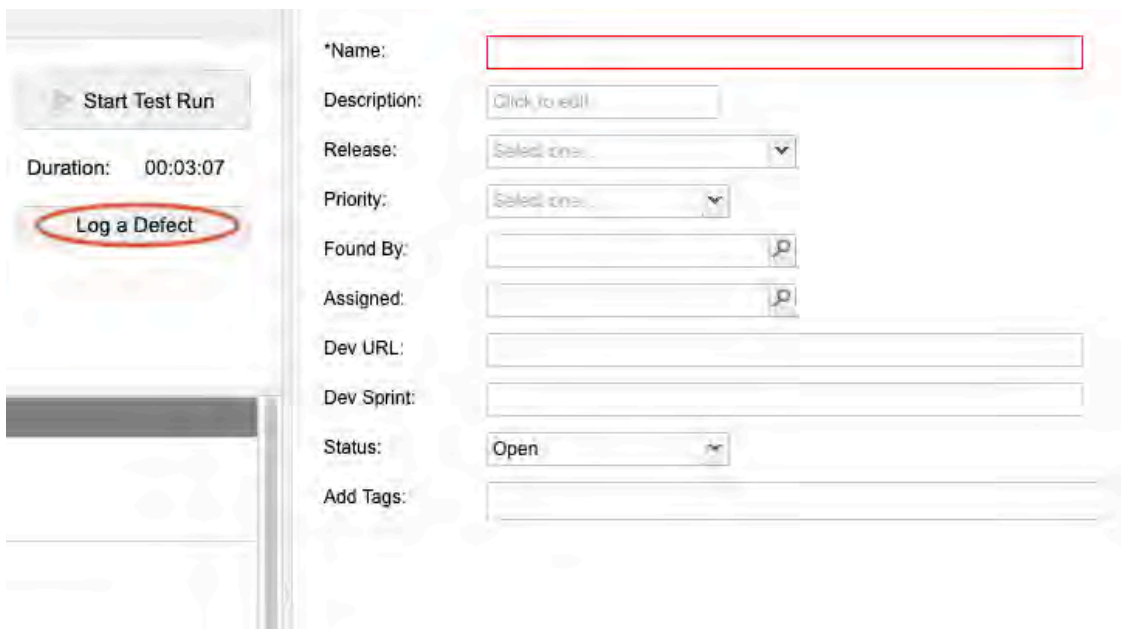 Start Test Run
Duration: 00:03:07
Log a Defect
*Name:
Description: Click to edit
Release: Select one...
Priority: Select one...
Found By:
Assigned:
Dev URL:
Dev Sprint:
Status: Open
Add Tags: